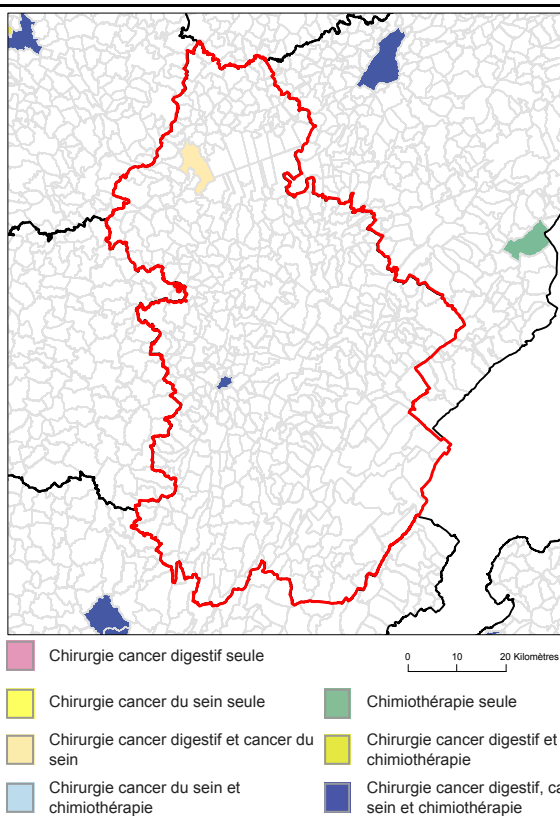 Chirurgie cancer digestif seule
0 10 20 Kilomètres
Chirurgie cancer du sein seule
Chimiothérapie seule
Chirurgie cancer digestif et cancer du
sein
Chirurgie cancer digestif et
chimiothérapie
Chirurgie cancer du sein et
chimiothérapie
Chirurgie cancer digestif, ca
sein et chimiothérapie